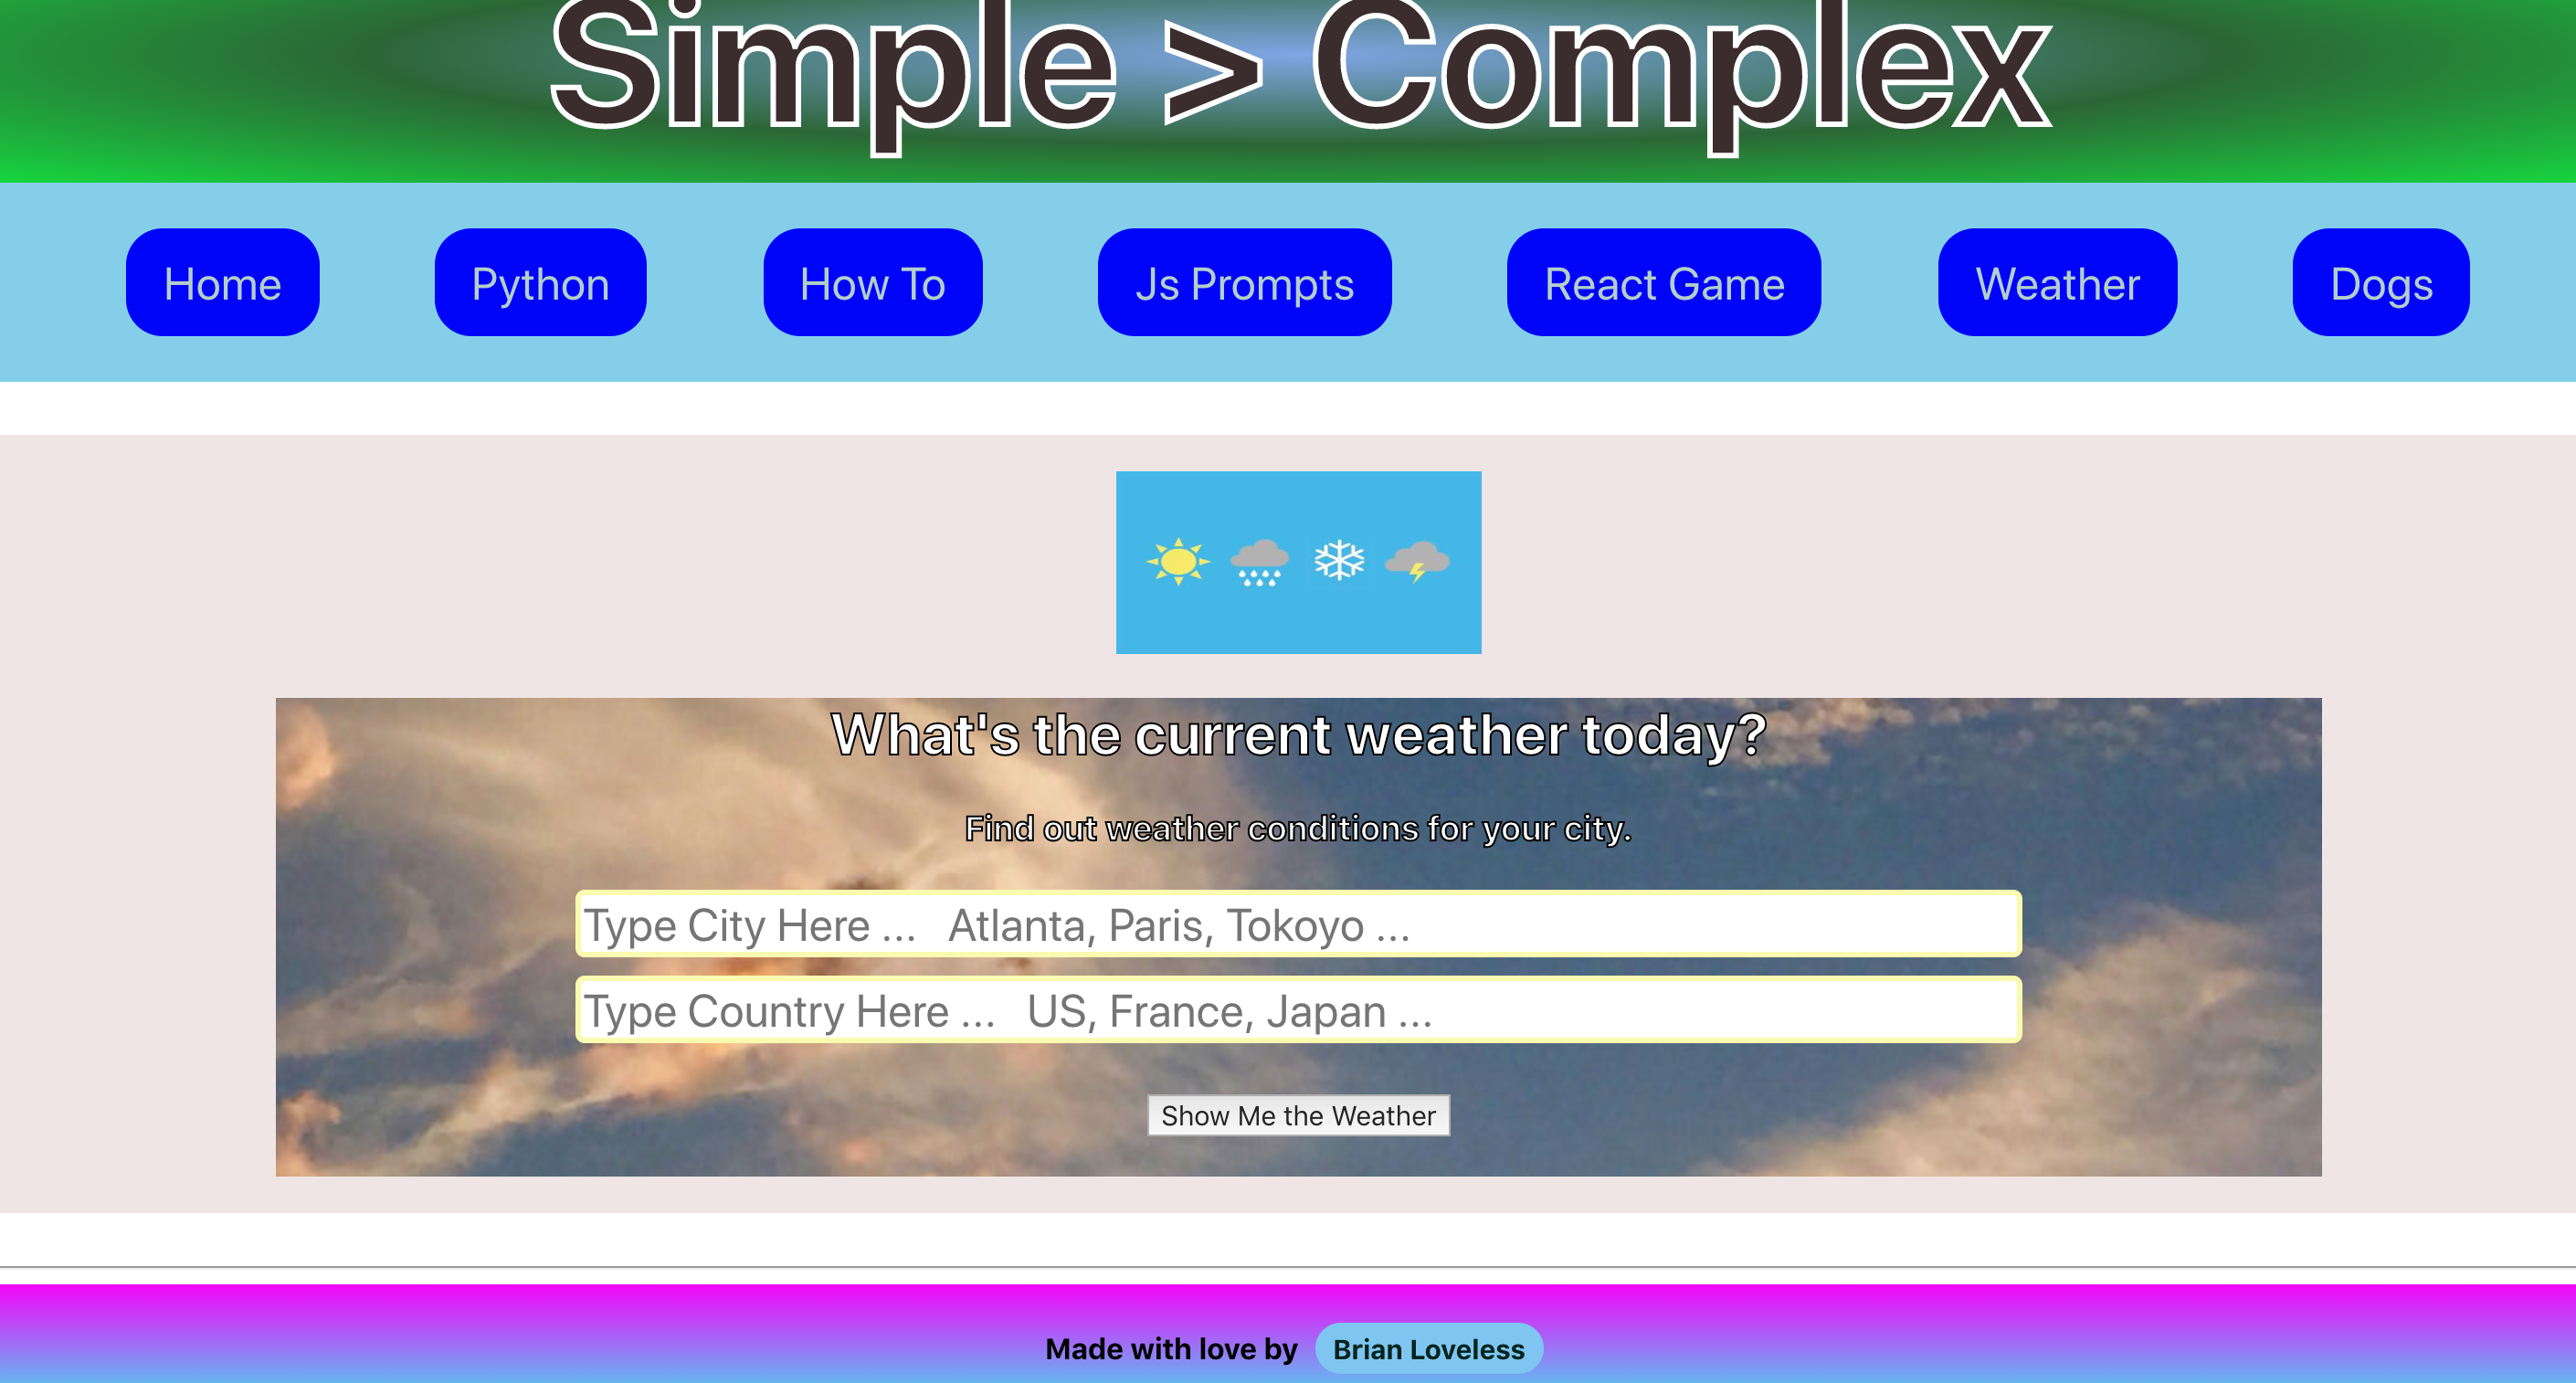 Simple > Complex
Home Python How To Js Prompts React Game Weather Dogs
What's the current weather today?
Find out weather conditions for your city.
Type City Here ... Atlanta, Paris, Tokoyo ...
Type Country Here ... US, France, Japan ...
Show Me the Weather
Made with love by Brian Loveless